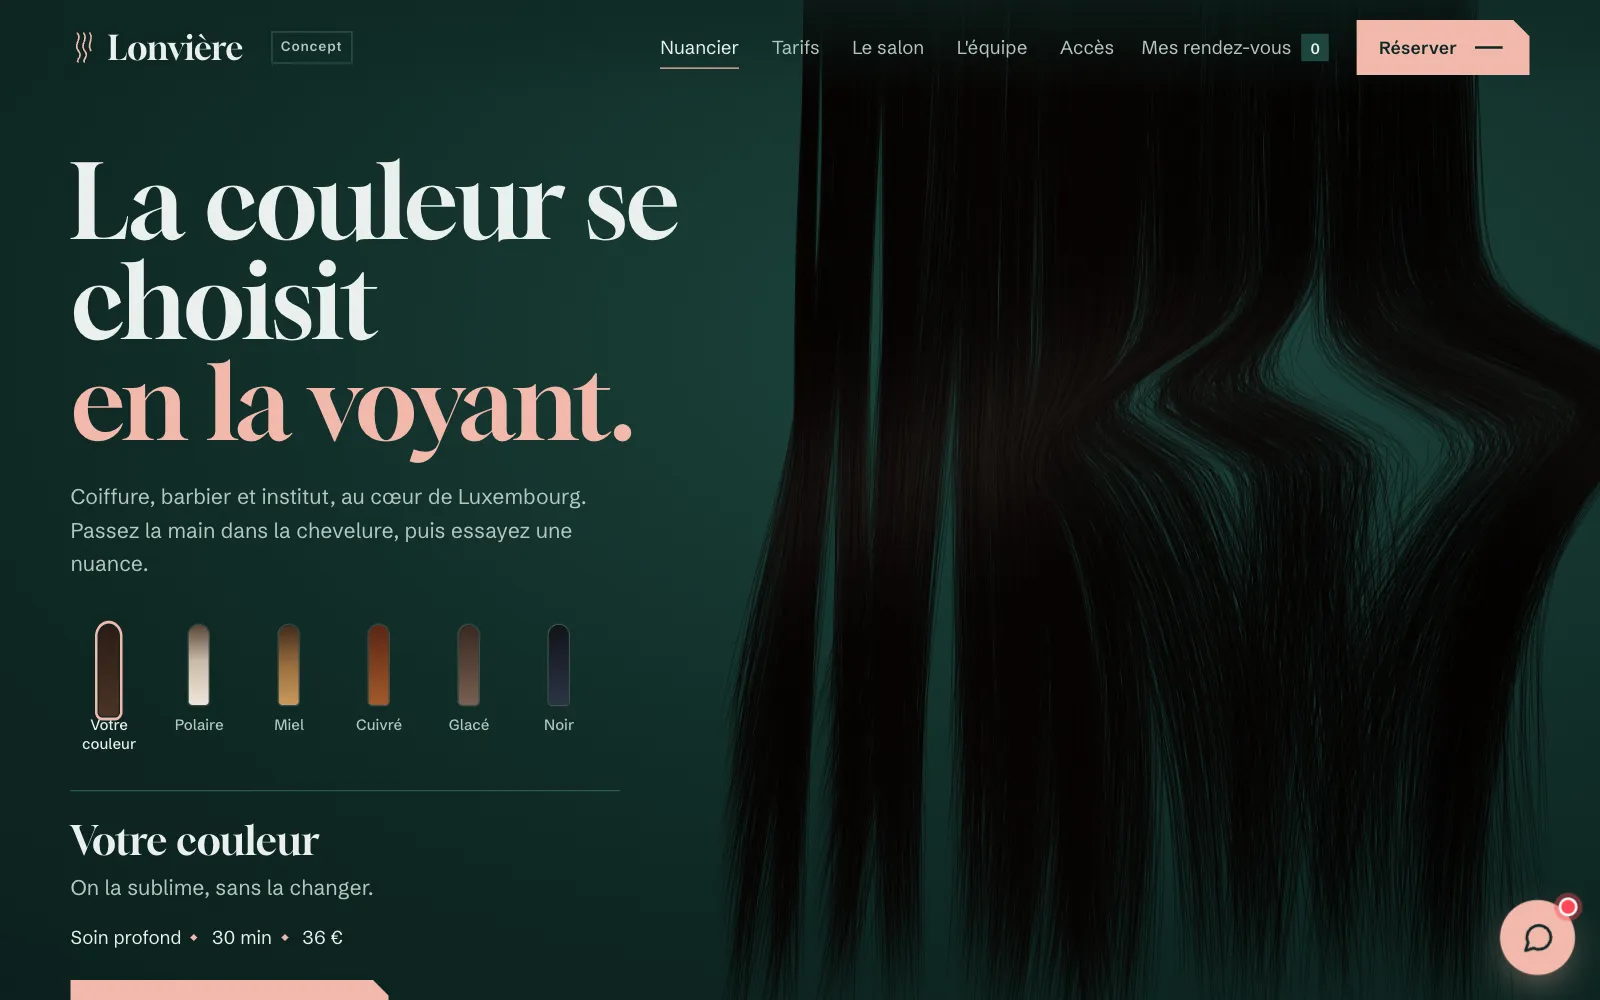 Lonvière
Concept
Nuancier
Tarifs
Le salon
L'équipe
Accès
Mes rendez-vous 0
Réserver
La couleur se
choisit
en la voyant.
Coiffure, barbier et institut, au cœur de Luxembourg.
Passez la main dans la chevelure, puis essayez une
nuance.
Votre
couleur
Polaire
Miel
Cuivré
Glacé
Noir
Votre couleur
On la sublime, sans la changer.
Soin profond ◆ 30 min ◆ 36 €